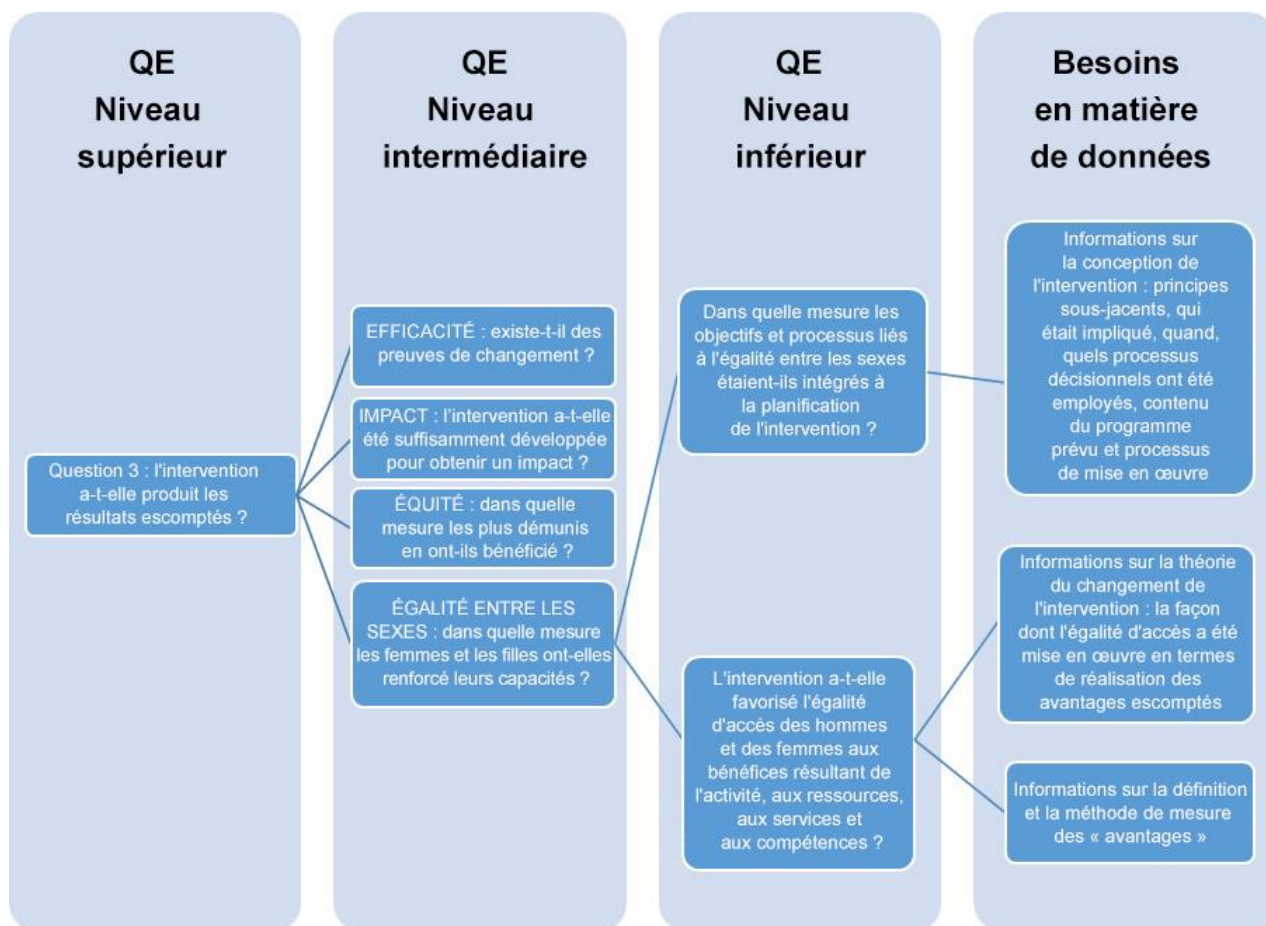 QE
Niveau
supérieur
Question 3 : l'intervention
a-t-elle produit les
résultats escomptés ?
QE
Niveau
intermédiaire
EFFICACITÉ : existe-t-il des
preuves de changement ?
IMPACT : l'intervention a-t-elle
été suffisamment développée
pour obtenir un impact ?
ÉQUITÉ : dans quelle
mesure les plus démunis
en ont-ils bénéficié ?
ÉGALITÉ ENTRE LES
SEXES : dans quelle mesure
les femmes et les filles ont-elles
renforcé leurs capacités ?
QE
Niveau
inférieur
Dans quelle mesure les
objectifs et processus liés
à l'égalité entre les sexes
étaient-ils intégrés à
la planification
de l'intervention ?
L'intervention a-t-elle
favorisé l'égalité
d'accès des hommes
et des femmes aux
bénéfices résultant de
l'activité, aux ressources,
aux services et
aux compétences ?
Besoins
en matière
de données
Informations sur
la conception de
l'intervention : principes
sous-jacents, qui
était impliqué, quand,
quels processus
décisionnels ont été
employés, contenu
du programme
prévu et processus
de mise en œuvre
Informations sur la théorie
du changement de
l'intervention : la façon
dont l'égalité d'accès a été
mise en œuvre en termes
de réalisation des
avantages escomptés
Informations sur la définition
et la méthode de mesure
des « avantages »